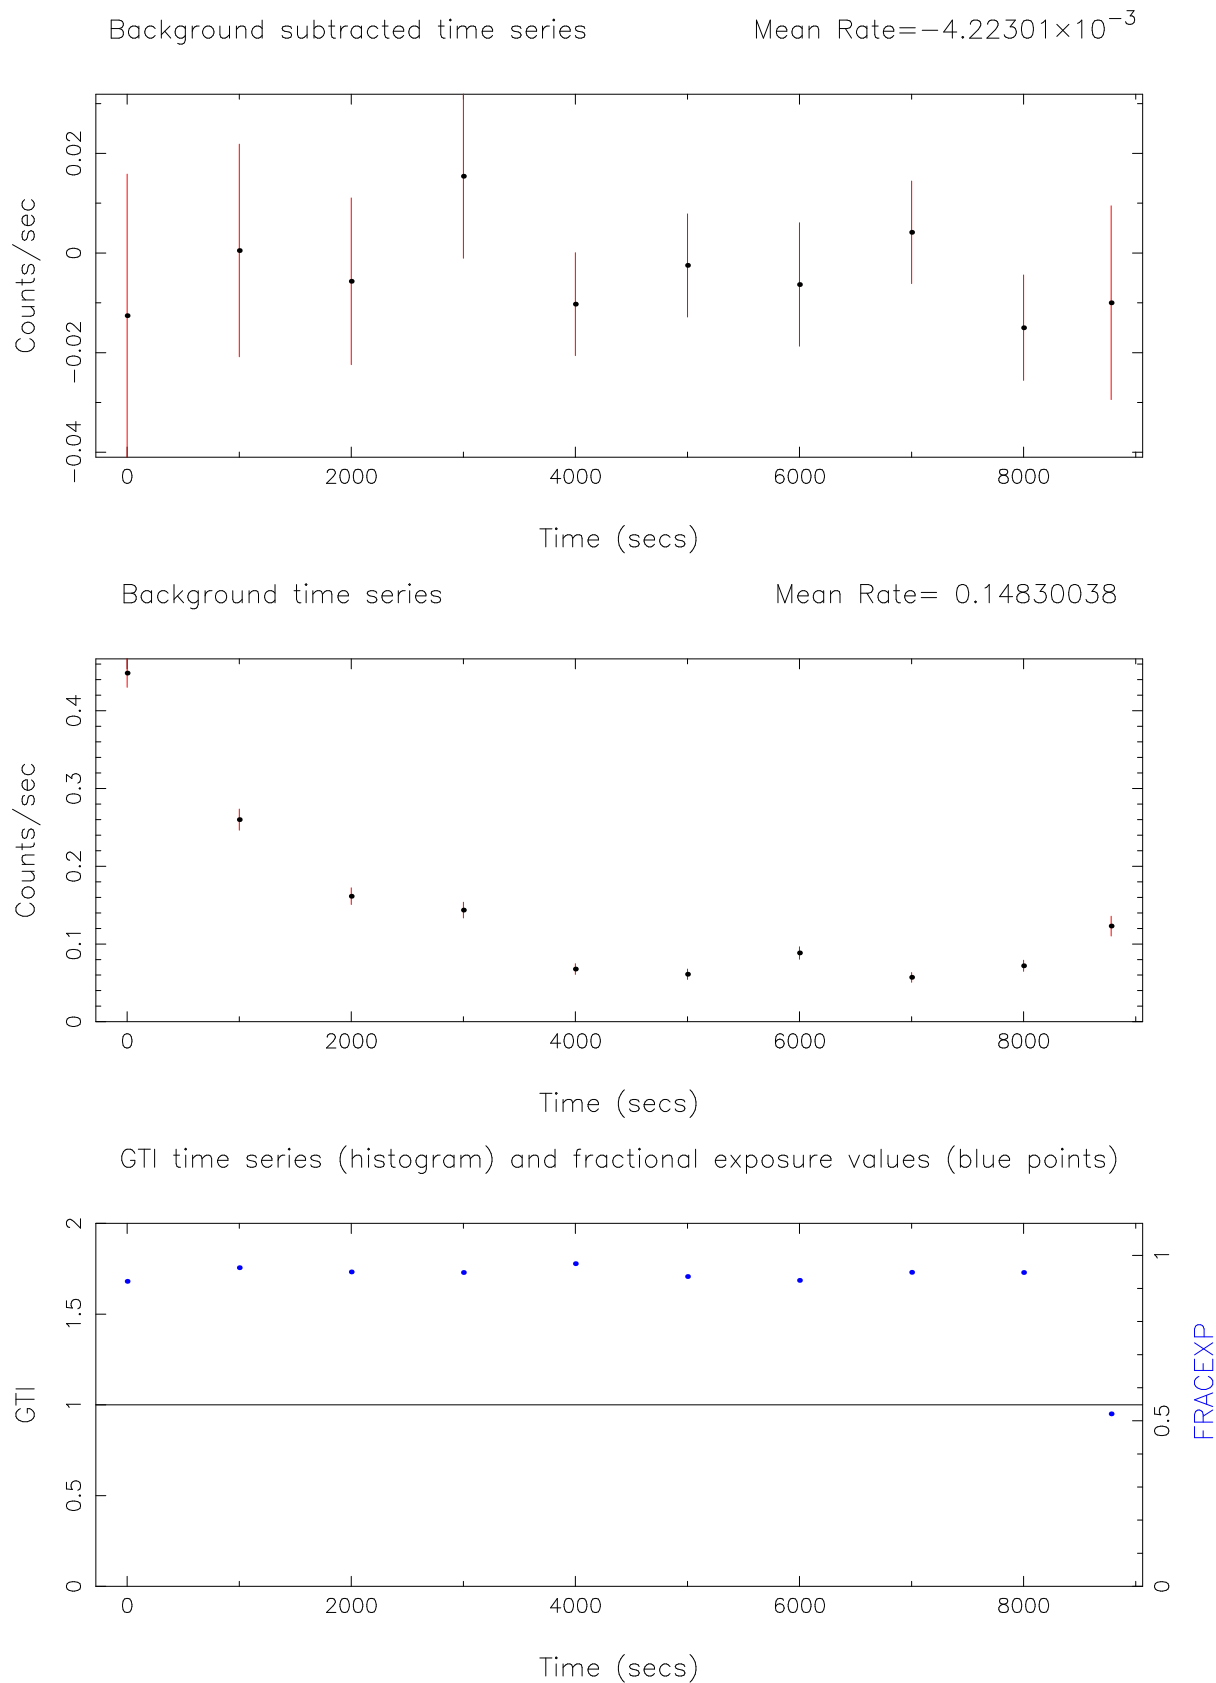 Background subtracted time series Mean Rate=−4.22301×10⁻³
Counts/sec
0.02
0
−0.02
−0.04
0 2000 4000 6000 8000
Time (secs)
Background time series Mean Rate= 0.14830038
Counts/sec
0.4
0.3
0.2
0.1
0
0 2000 4000 6000 8000
Time (secs)
GTI time series (histogram) and fractional exposure values (blue points)
GTI
2
1.5
1
0.5
0
1
0.5
0
FRACEXP
0 2000 4000 6000 8000
Time (secs)